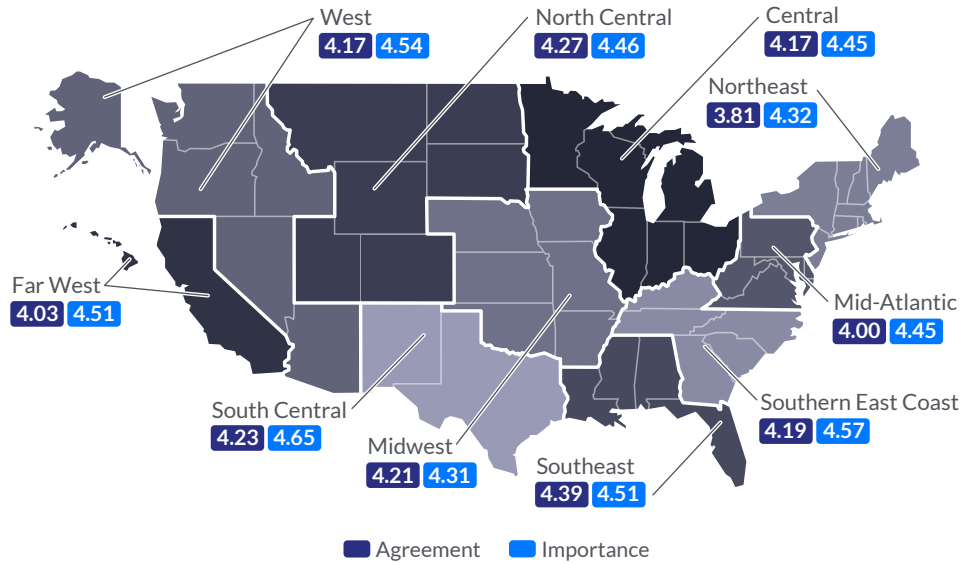 West
4.17 4.54
North Central
4.27 4.46
Central
4.17 4.45
Northeast
3.81 4.32
Far West
4.03 4.51
Mid-Atlantic
4.00 4.45
South Central
4.23 4.65
Midwest
4.21 4.31
Southeast
4.39 4.51
Southern East Coast
4.19 4.57
Agreement Importance